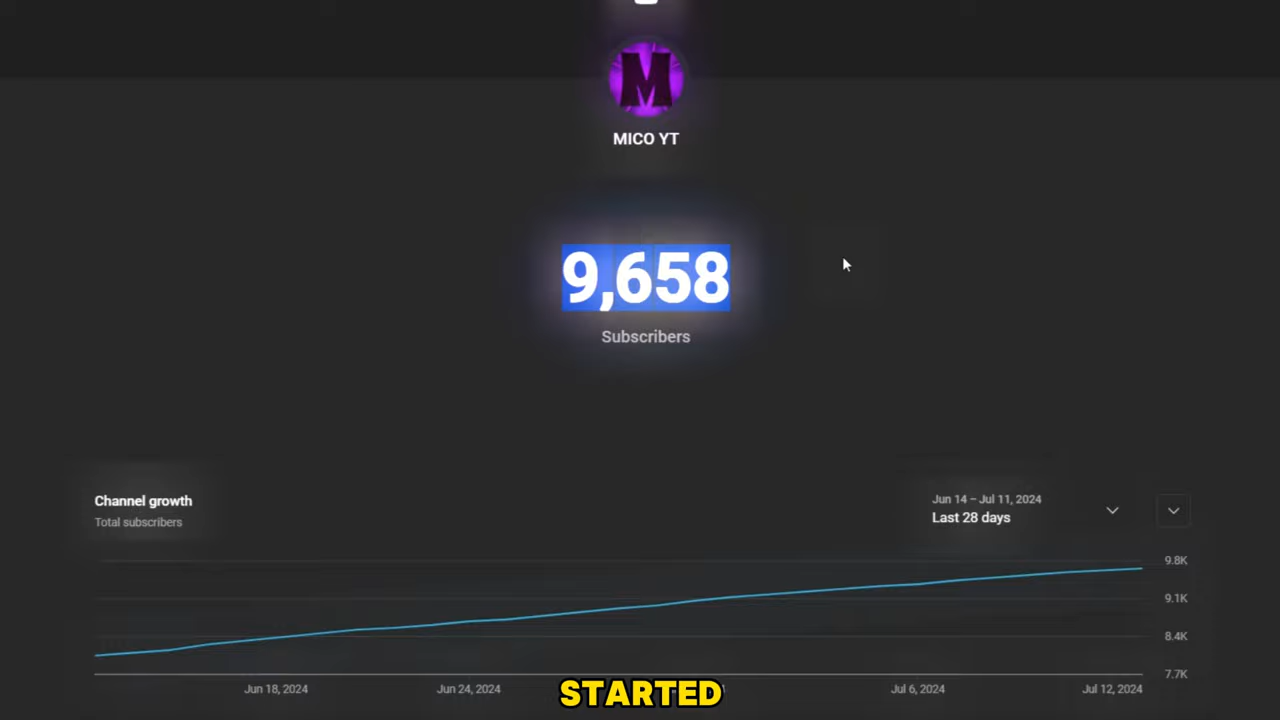 M
MICO YT
9,658
Subscribers
Channel growth
Total subscribers
Jun 14 – Jul 11, 2024
Last 28 days
9.8K
9.1K
8.4K
7.7K
Jun 18, 2024
Jun 24, 2024
Jul 6, 2024
Jul 12, 2024
STARTED